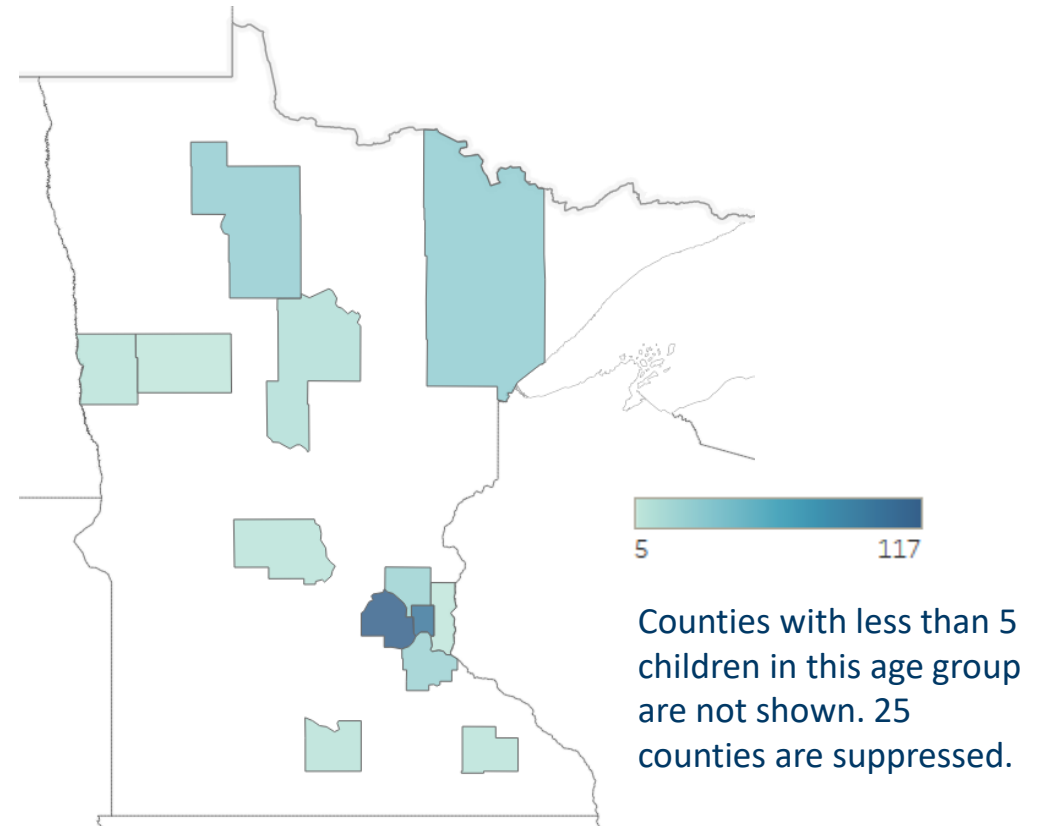 5
117
Counties with less than 5
children in this age group
are not shown. 25
counties are suppressed.